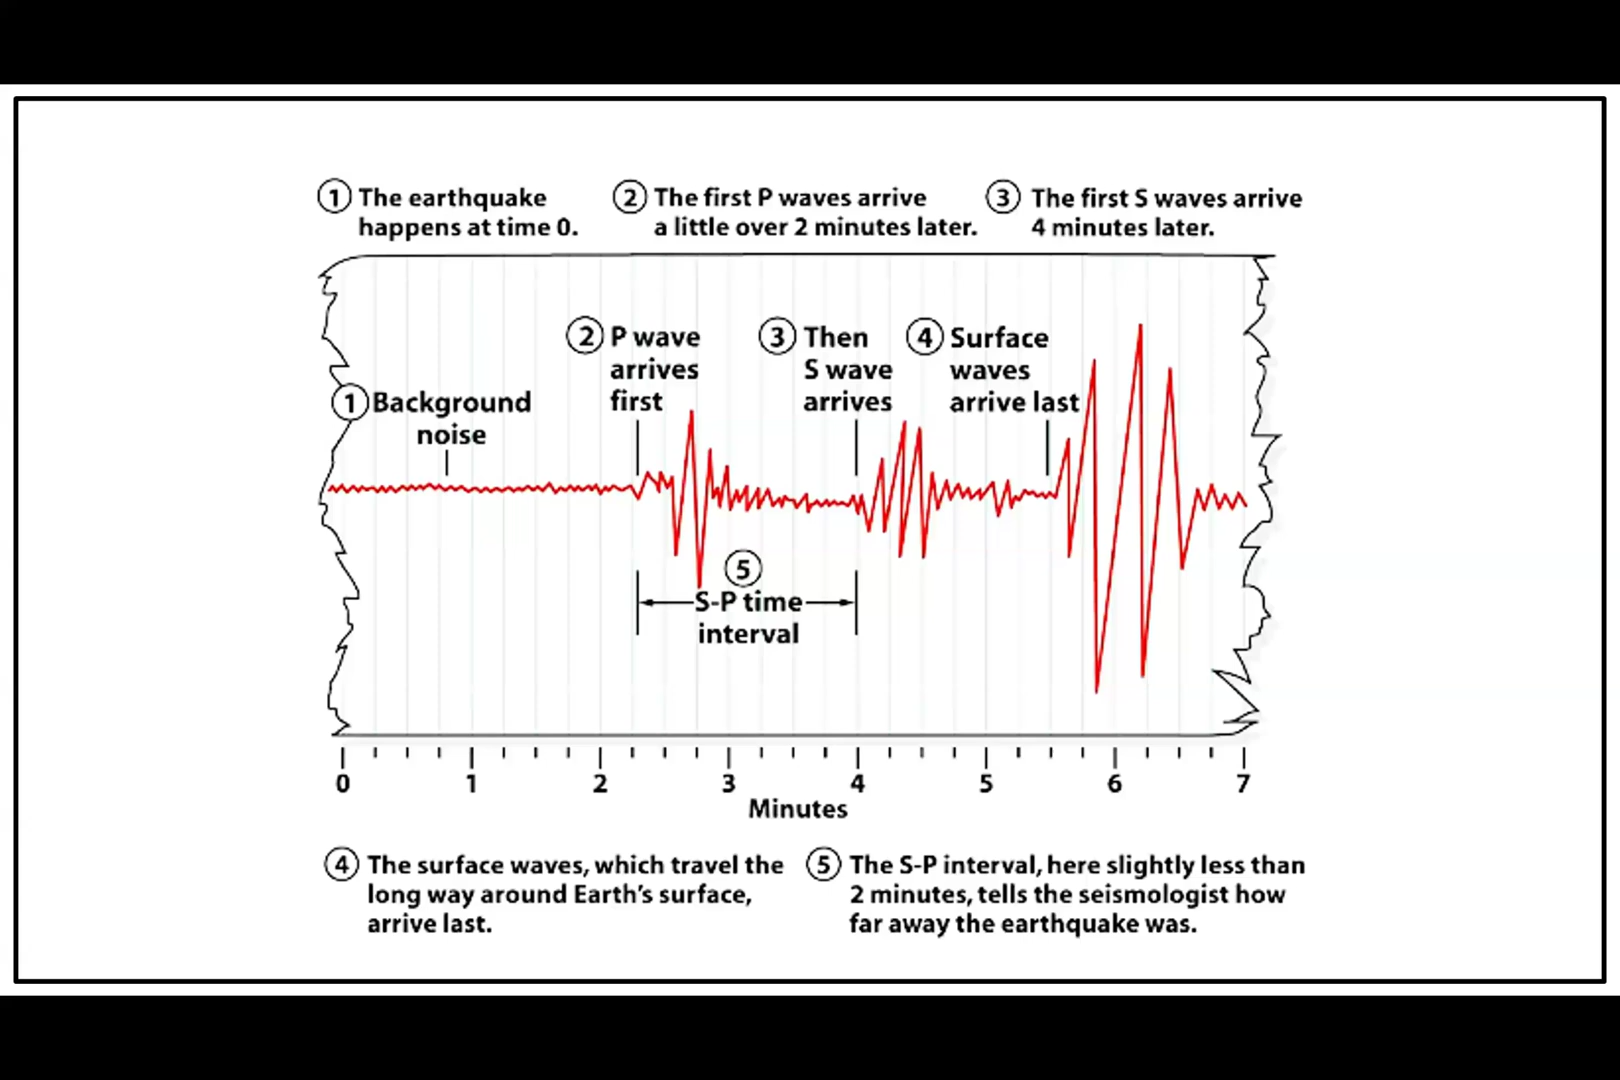 ① The earthquake
happens at time 0.
② The first P waves arrive
a little over 2 minutes later.
③ The first S waves arrive
4 minutes later.
① Background
noise
② P wave
arrives
first
③ Then
S wave
arrives
④ Surface
waves
arrive last
⑤
S-P time
interval
0 1 2 3 4 5 6 7
Minutes
④ The surface waves, which travel the
long way around Earth’s surface,
arrive last.
⑤ The S-P interval, here slightly less than
2 minutes, tells the seismologist how
far away the earthquake was.